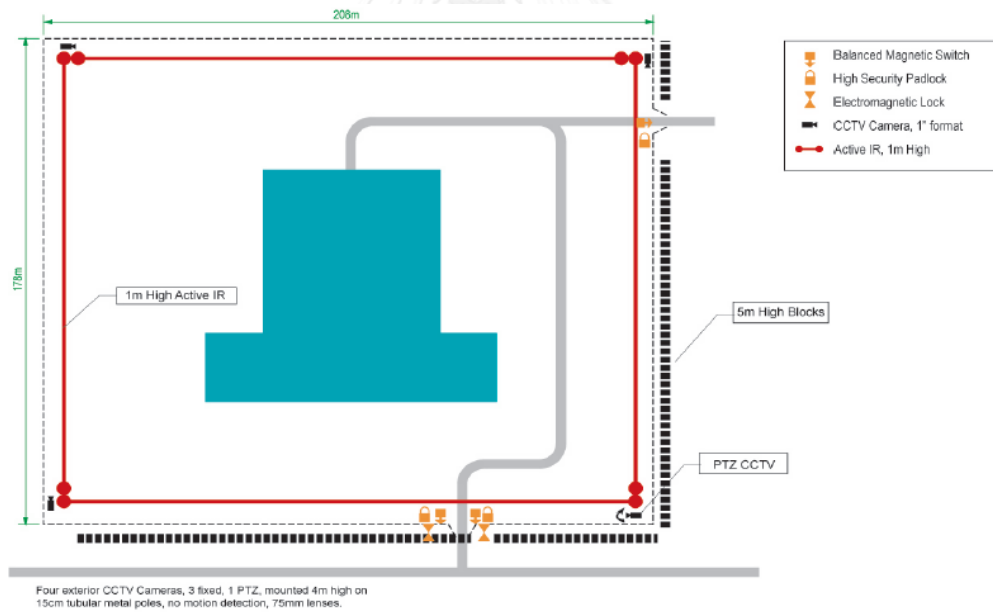 206m
Balanced Magnetic Switch
High Security Padlock
Electromagnetic Lock
CCTV Camera, 1" format
Active IR, 1m High
178m
1m High Active IR
5m High Blocks
PTZ CCTV
Four exterior CCTV Cameras, 3 fixed, 1 PTZ, mounted 4m high on
15cm tubular metal poles, no motion detection, 75mm lenses.